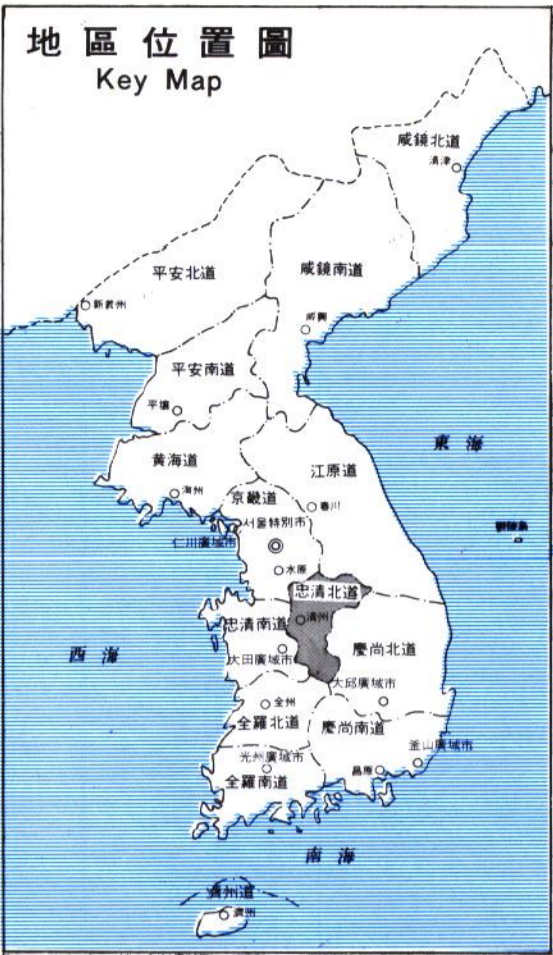 地區位置圖
Key Map
咸鏡北道
淸津
平安北道
咸鏡南道
新義州
咸興
平安南道
平壤
黃海道
海州
東海
江原道
京畿道
春川
서울特別市
仁川廣域市
水原
忠淸北道
淸州
忠淸南道
慶尙北道
西海
大田廣域市
大邱廣域市
全州
全羅北道
慶尙南道
釜山廣域市
光州廣域市
昌原
全羅南道
南海
濟州道
濟州